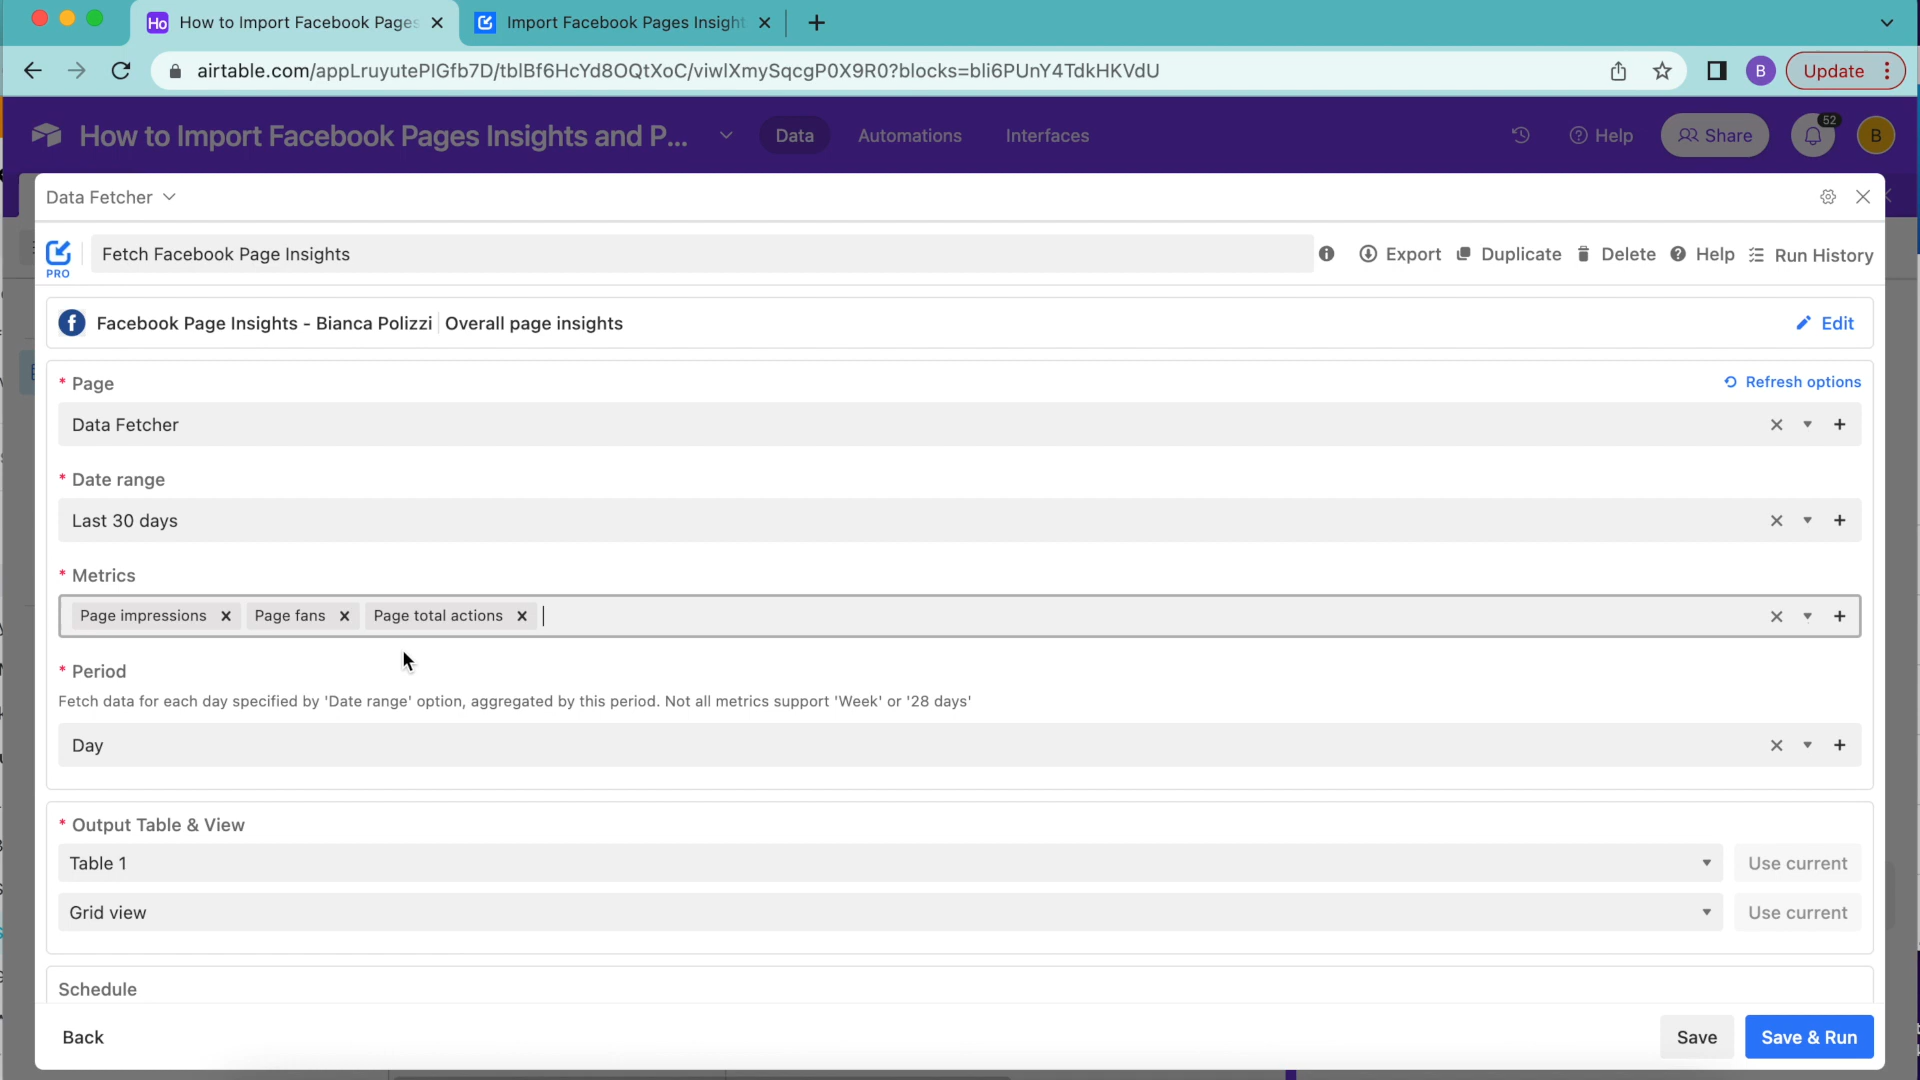 How to Import Facebook Pages
Import Facebook Pages Insight
airtable.com/appLruyutePIGfb7D/tblBf6HcYd8OQtXoC/viwlXmySqcgP0X9R0?blocks=bli6PUnY4TdkHKVdU
B
Update
How to Import Facebook Pages Insights and P...
Data
Automations
Interfaces
Help
Share
52
B
Data Fetcher
PRO
Fetch Facebook Page Insights
Export
Duplicate
Delete
Help
Run History
Facebook Page Insights - Bianca Polizzi Overall page insights
Edit
* Page
Refresh options
Data Fetcher
* Date range
Last 30 days
* Metrics
Page impressions
Page fans
Page total actions
* Period
Fetch data for each day specified by 'Date range' option, aggregated by this period. Not all metrics support 'Week' or '28 days'
Day
* Output Table & View
Table 1
Use current
Grid view
Use current
Schedule
Back
Save
Save & Run